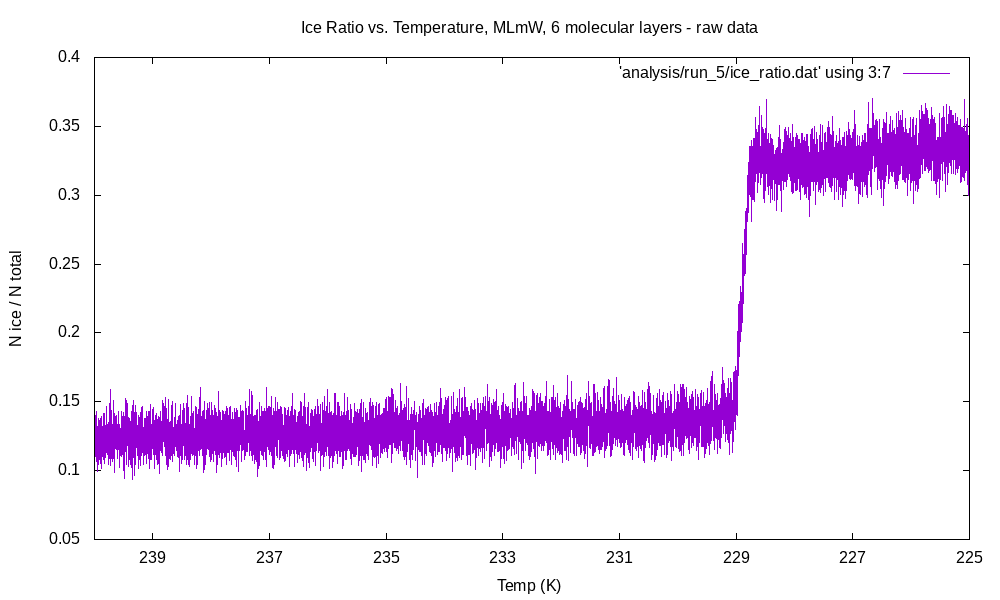 Ice Ratio vs. Temperature, MLmW, 6 molecular layers - raw data
'analysis/run_5/ice_ratio.dat' using 3:7
N ice / N total
0.4
0.35
0.3
0.25
0.2
0.15
0.1
0.05
239 237 235 233 231 229 227 225
Temp (K)